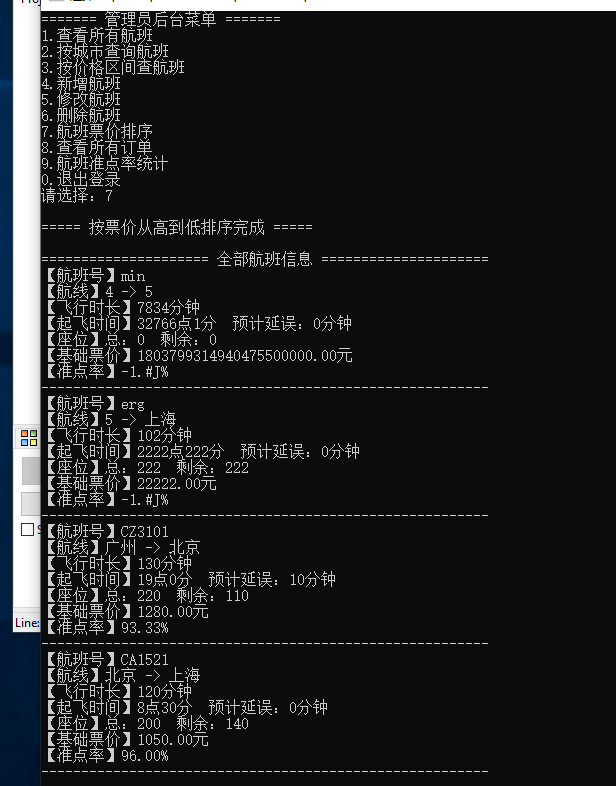 ======= 管理员后台菜单 =======
1.查看所有航班
2.按城市查询航班
3.按价格区间查航班
4.新增航班
5.修改航班
6.删除航班
7.航班票价排序
8.查看所有订单
9.航班准点率统计
0.退出登录
请选择：7
===== 按票价从高到低排序完成 =====
===================== 全部航班信息 =====================
【航班号】min
【航线】4 -> 5
【飞行时长】7834分钟
【起飞时间】32766点1分  预计延误：0分钟
【座位】总：0  剩余：0
【基础票价】1803799314940475500000.00元
【准点率】-1.#J%
--------------------------------------------------------
【航班号】erg
【航线】5 -> 上海
【飞行时长】102分钟
【起飞时间】2222点222分  预计延误：0分钟
【座位】总：222  剩余：222
【基础票价】22222.00元
【准点率】-1.#J%
--------------------------------------------------------
【航班号】CZ3101
【航线】广州 -> 北京
【飞行时长】130分钟
【起飞时间】19点0分  预计延误：10分钟
【座位】总：220  剩余：110
【基础票价】1280.00元
【准点率】93.33%
--------------------------------------------------------
【航班号】CA1521
【航线】北京 -> 上海
【飞行时长】120分钟
【起飞时间】8点30分  预计延误：0分钟
【座位】总：200  剩余：140
【基础票价】1050.00元
【准点率】96.00%
--------------------------------------------------------
Line: